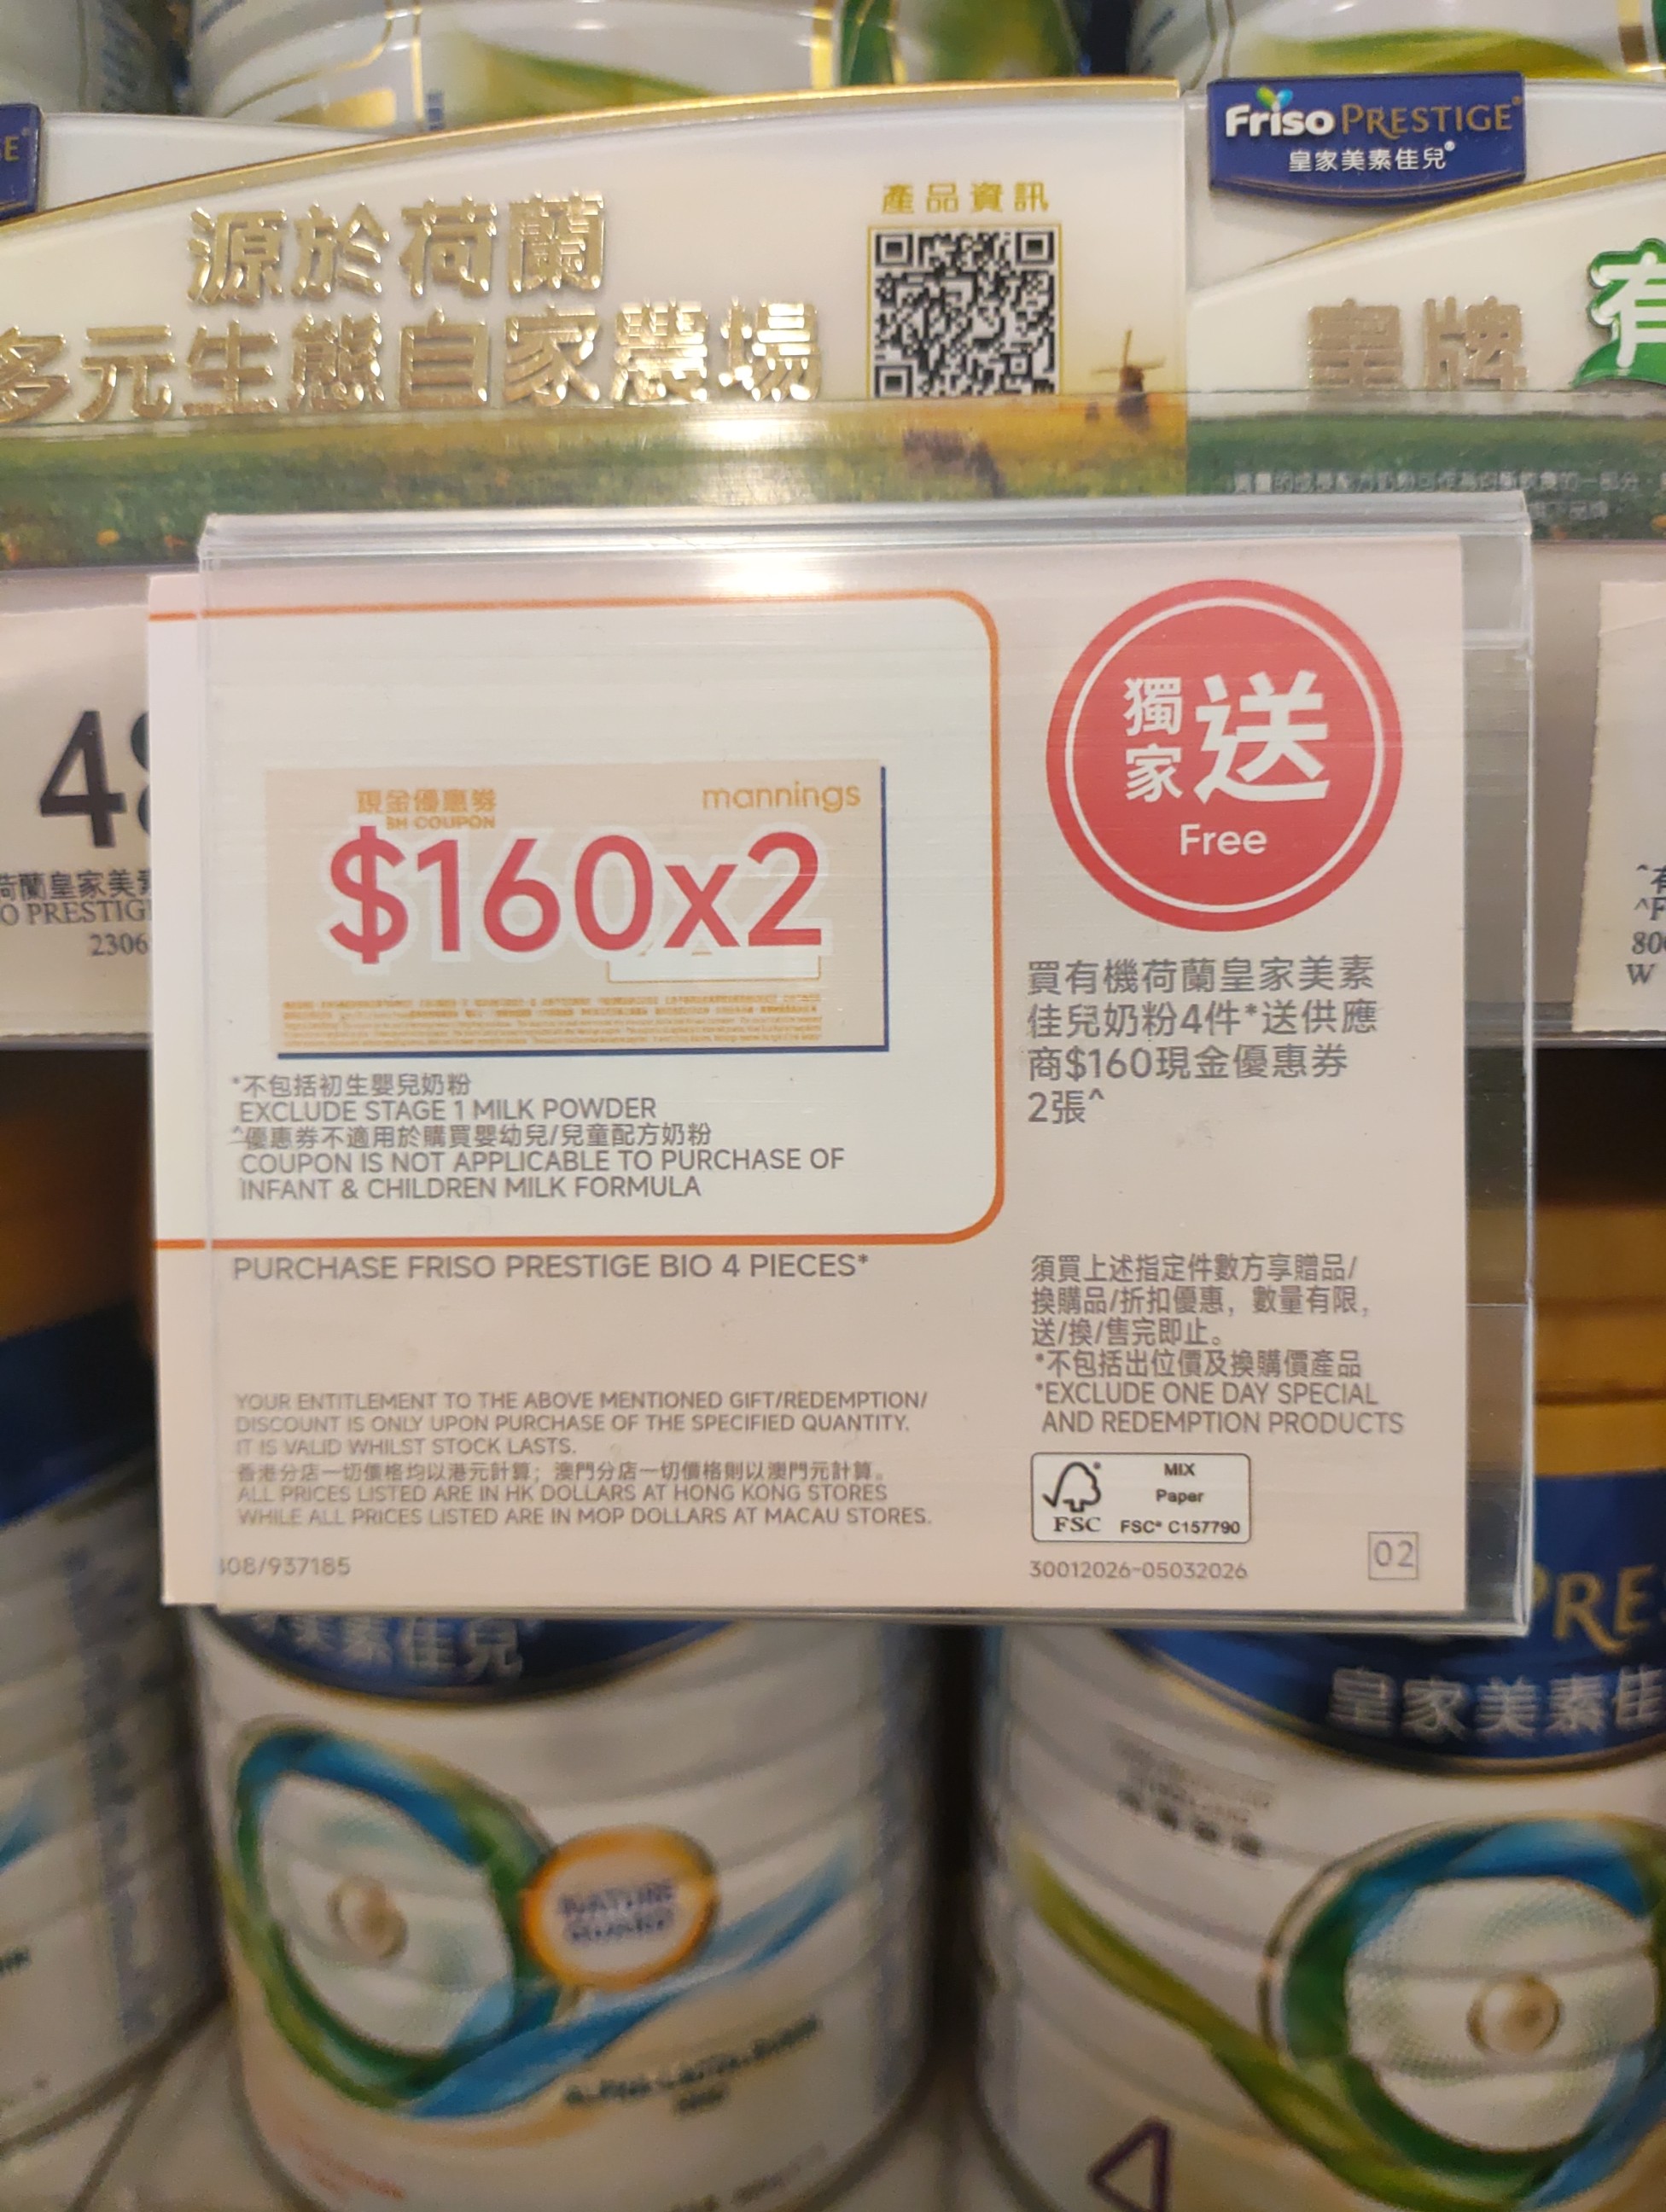 Friso PRESTIGE
皇家美素佳兒®
產品資訊
源於荷蘭
多元生態自家農場
皇牌 有
獨家 送
Free
現金優惠券
mannings
COUPON
$160x2
買有機荷蘭皇家美素
佳兒奶粉4件*送供應
商$160現金優惠券
2張^
*不包括初生嬰兒奶粉
EXCLUDE STAGE 1 MILK POWDER
^優惠券不適用於購買嬰幼兒/兒童配方奶粉
COUPON IS NOT APPLICABLE TO PURCHASE OF
INFANT & CHILDREN MILK FORMULA
PURCHASE FRISO PRESTIGE BIO 4 PIECES*
須買上述指定件數方享贈品/
換購品/折扣優惠，數量有限，
送/換/售完即止。
*不包括出位價及換購價產品
*EXCLUDE ONE DAY SPECIAL
AND REDEMPTION PRODUCTS
YOUR ENTITLEMENT TO THE ABOVE MENTIONED GIFT/REDEMPTION/
DISCOUNT IS ONLY UPON PURCHASE OF THE SPECIFIED QUANTITY.
IT IS VALID WHILST STOCK LASTS.
香港分店一切價格均以港元計算；澳門分店一切價格則以澳門元計算。
ALL PRICES LISTED ARE IN HK DOLLARS AT HONG KONG STORES
WHILE ALL PRICES LISTED ARE IN MOP DOLLARS AT MACAU STORES.
MIX
Paper
FSC
FSC® C157790
08/937185
30012026-05032026
02
荷蘭皇家美素
O PRESTIG
2306
美素佳兒
PRE
皇家美素佳